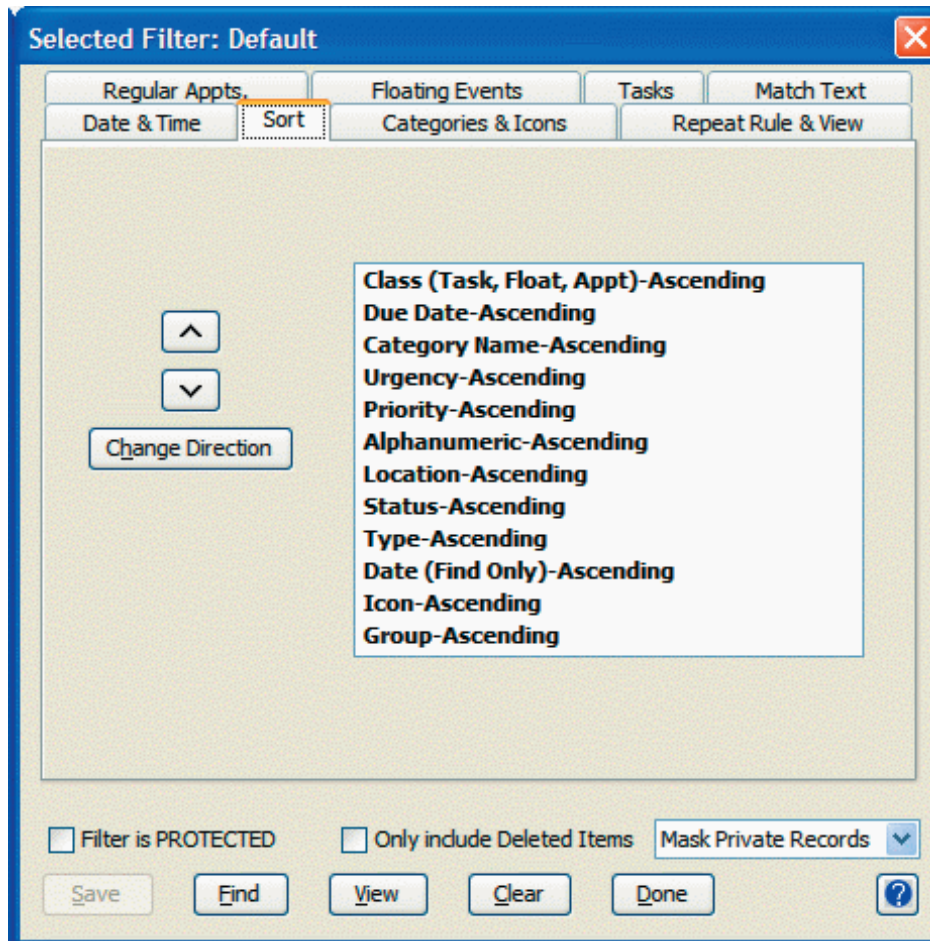 Selected Filter: Default
Regular Appts. Floating Events Tasks Match Text
Date & Time Sort Categories & Icons Repeat Rule & View
Class (Task, Float, Appt)-Ascending
Due Date-Ascending
Category Name-Ascending
Urgency-Ascending
Priority-Ascending
Change Direction
Alphanumeric-Ascending
Location-Ascending
Status-Ascending
Type-Ascending
Date (Find Only)-Ascending
Icon-Ascending
Group-Ascending
Filter is PROTECTED Only include Deleted Items Mask Private Records
Save Find View Clear Done ?